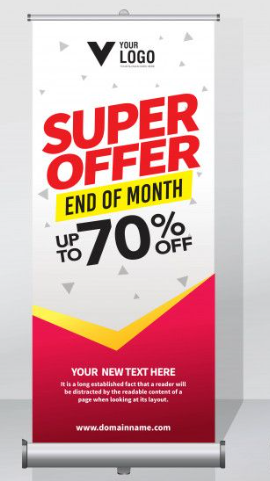 YOUR
LOGO
SUPER
OFFER
END OF MONTH
UP TO 70% OFF
YOUR NEW TEXT HERE
It is a long established fact that a reader will
be distracted by the readable content of a
page when looking at its layout.
www.domainname.com